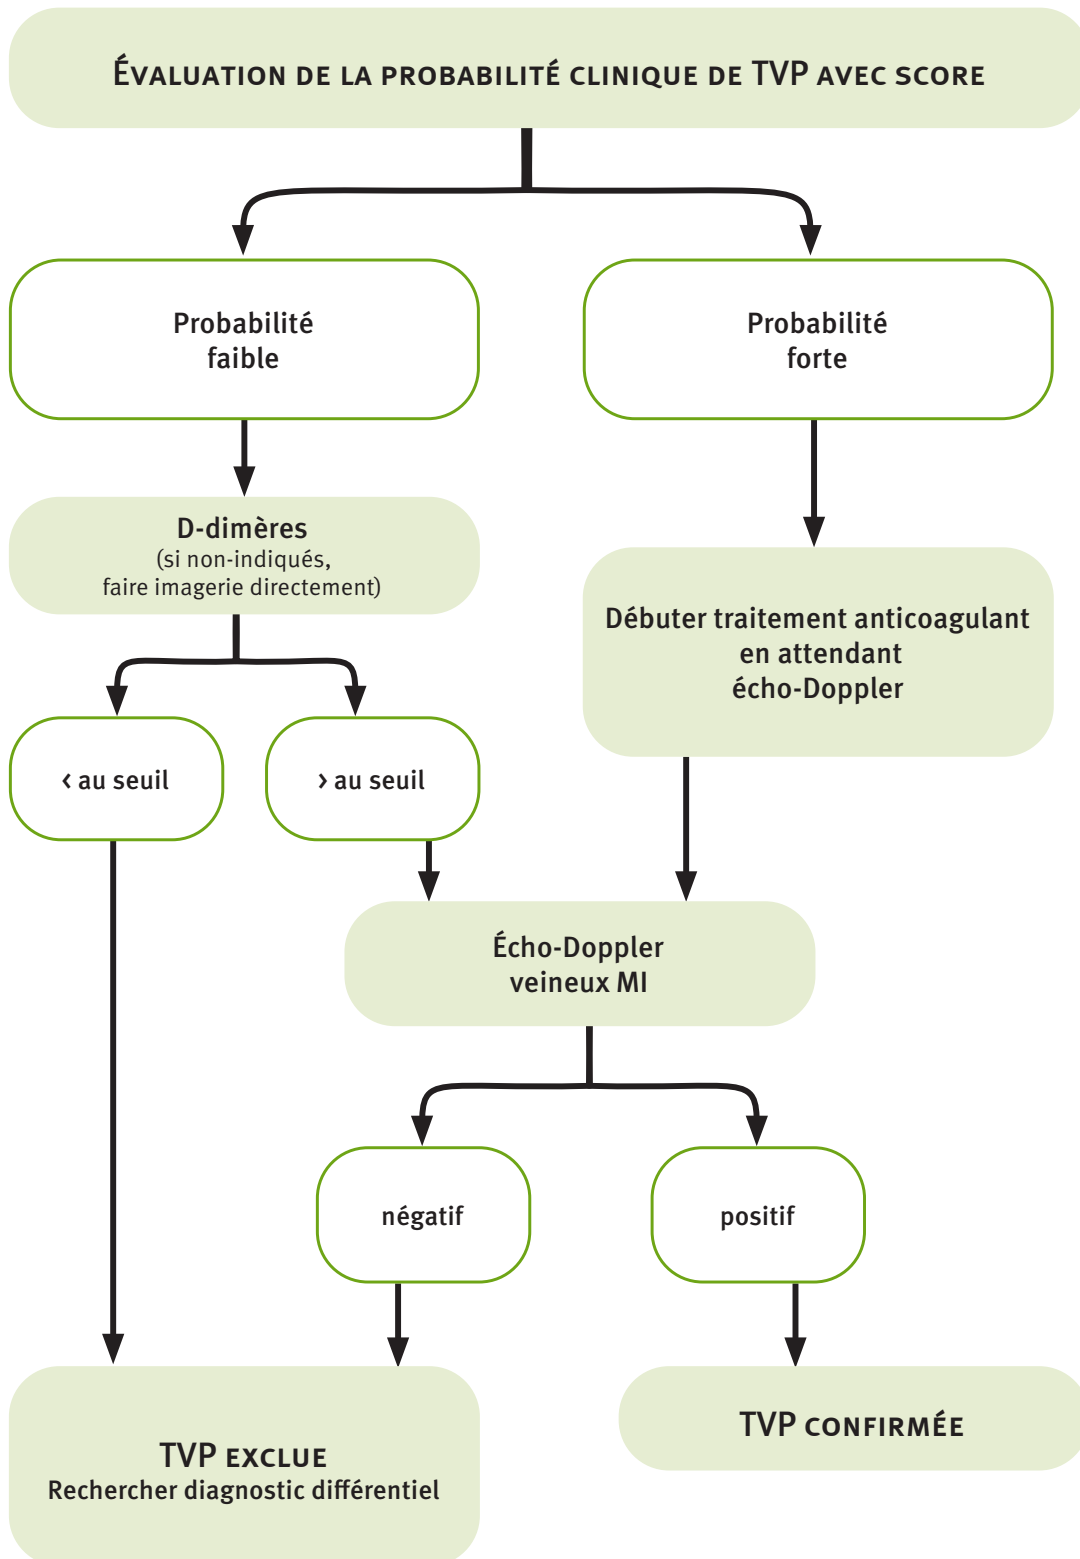 ÉVALUATION DE LA PROBABILITÉ CLINIQUE DE TVP AVEC SCORE
Probabilité
faible
Probabilité
forte
D-dimères
(si non-indiqués,
faire imagerie directement)
Débuter traitement anticoagulant
en attendant
écho-Doppler
< au seuil
> au seuil
Écho-Doppler
veineux MI
négatif
positif
TVP EXCLUE
Rechercher diagnostic différentiel
TVP CONFIRMÉE